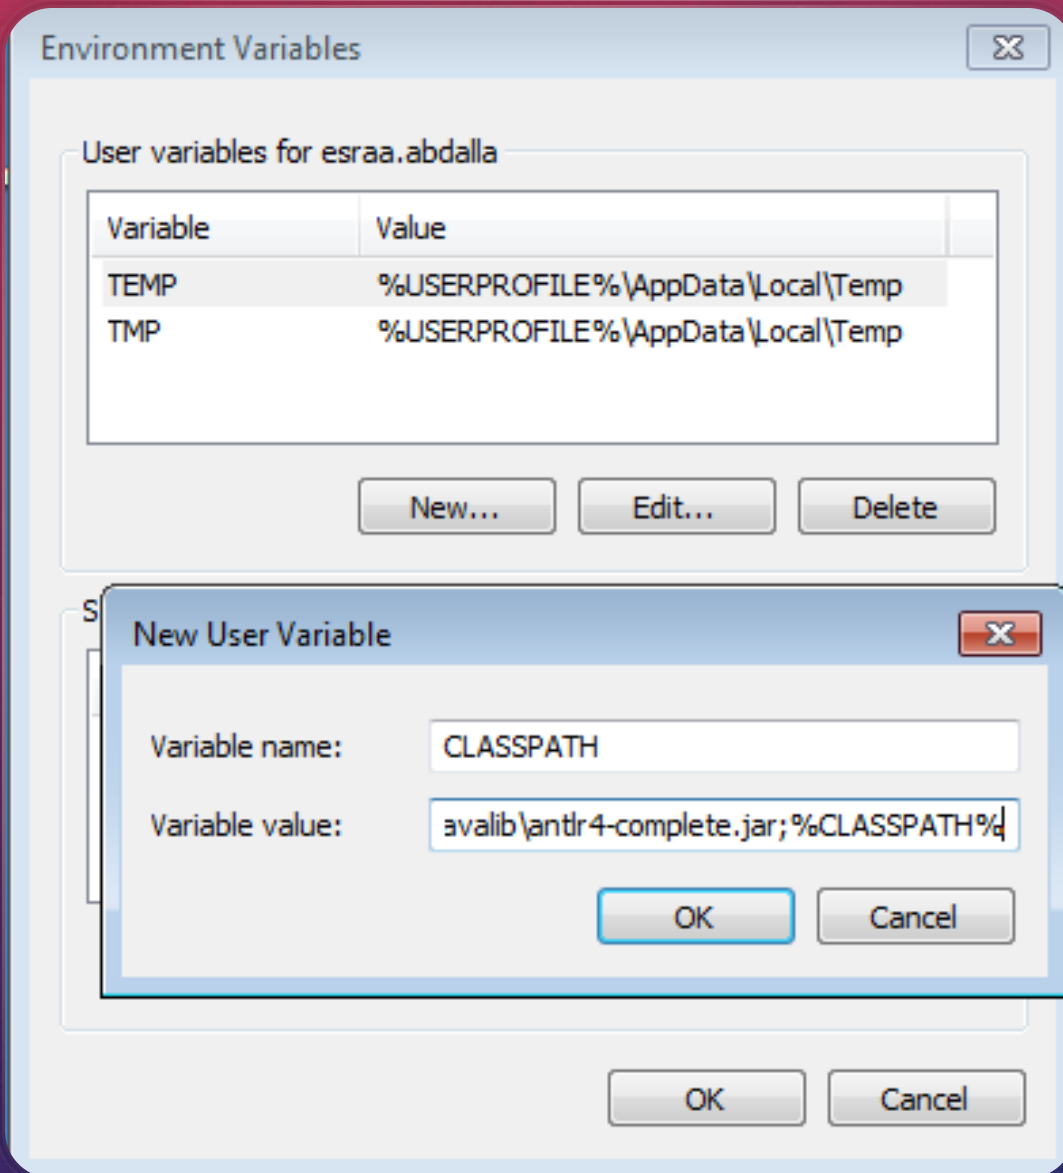 Environment Variables
User variables for esraa.abdalla
Variable Value
TEMP %USERPROFILE%\AppData\Local\Temp
TMP %USERPROFILE%\AppData\Local\Temp
New... Edit... Delete
S
New User Variable
Variable name: CLASSPATH
Variable value: avalib\antlr4-complete.jar;%CLASSPATH%
OK Cancel
OK Cancel